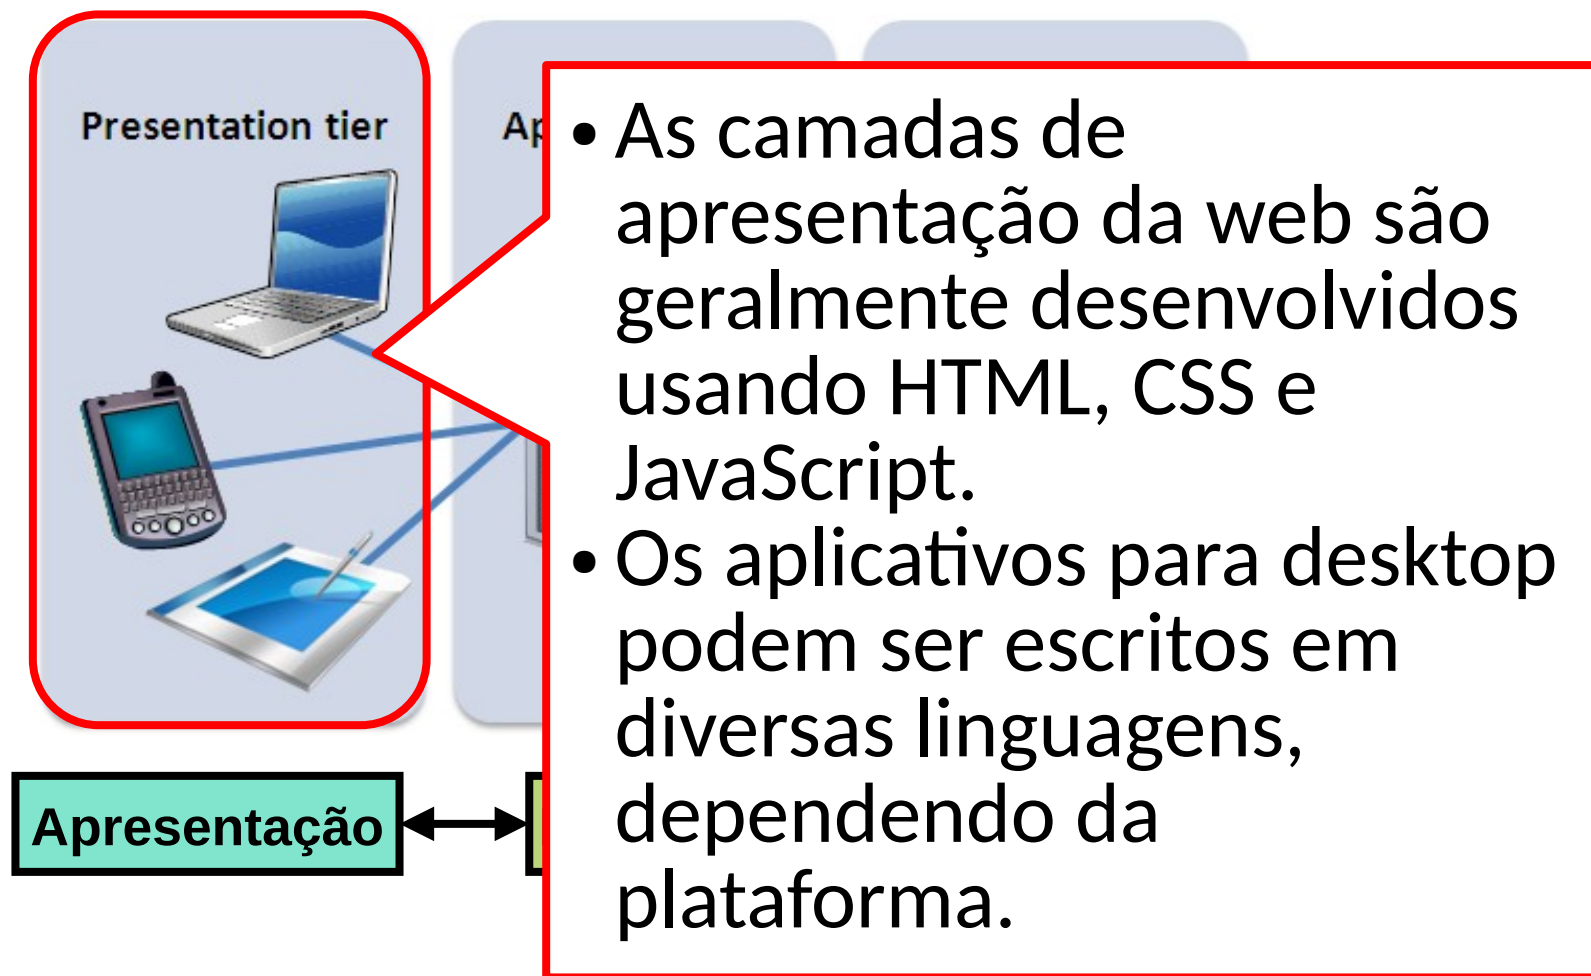 Presentation tier
Ap
• As camadas de
apresentação da web são
geralmente desenvolvidos
usando HTML, CSS e
JavaScript.
• Os aplicativos para desktop
podem ser escritos em
diversas linguagens,
dependendo da
plataforma.
Apresentação